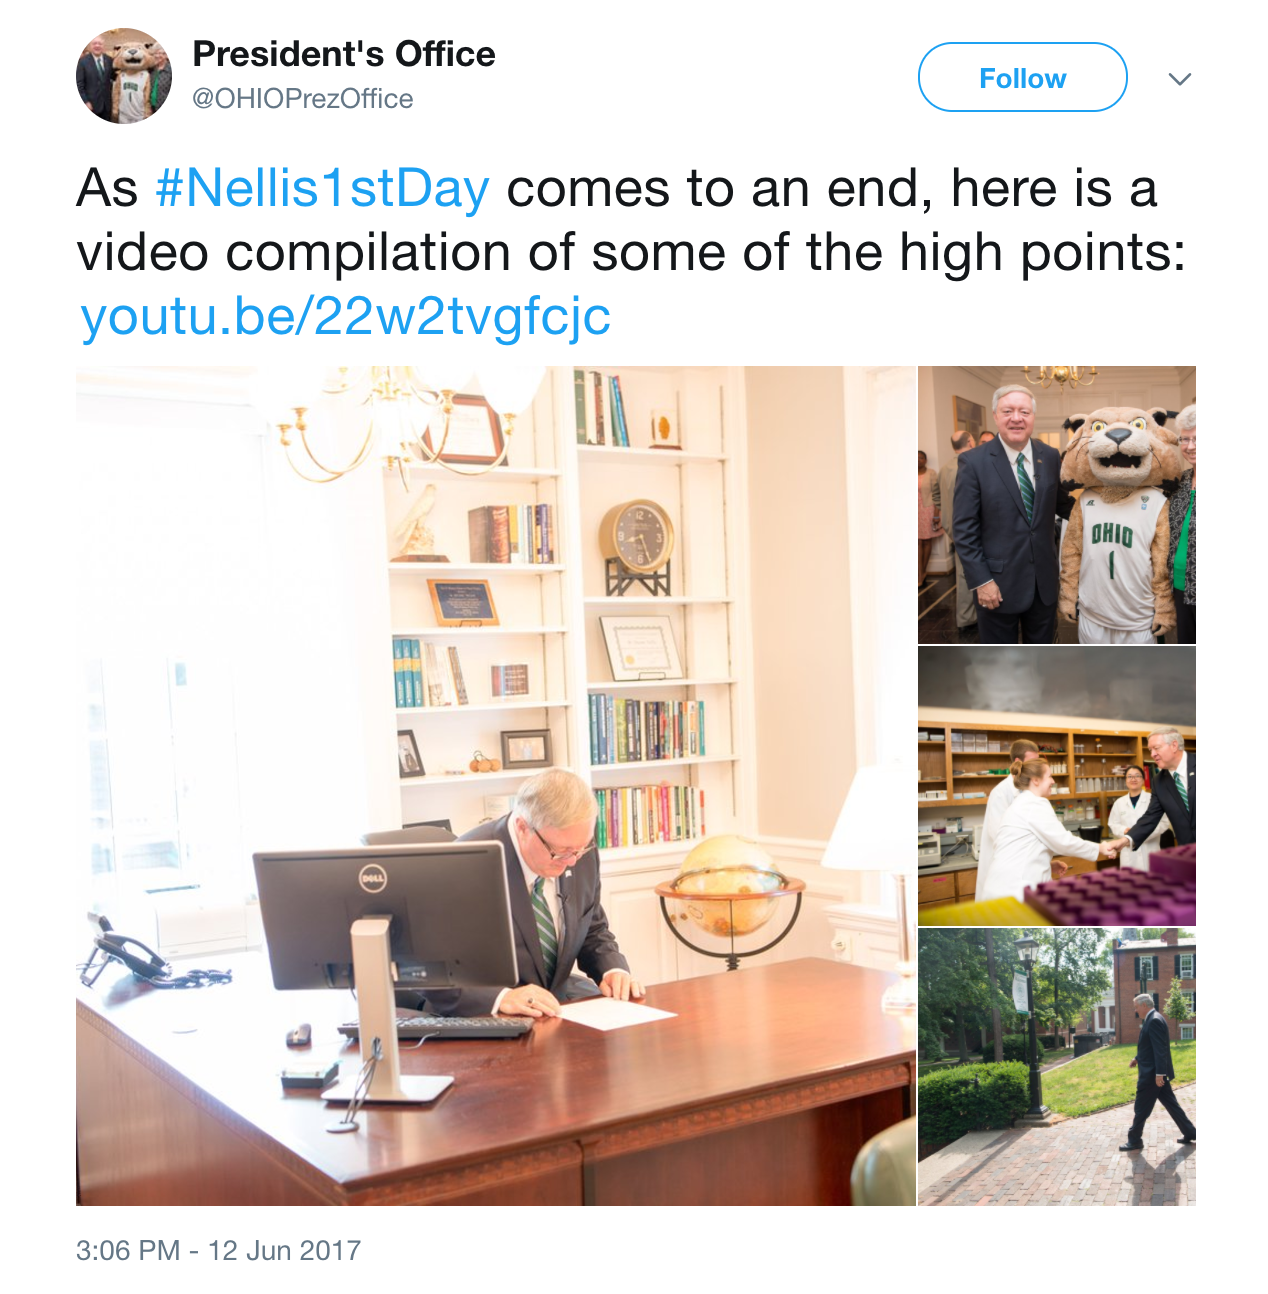 President's Office
@OHIOPrezOffice
Follow
As #Nellis1stDay comes to an end, here is a
video compilation of some of the high points:
youtu.be/22w2tvgfcjc
DELL
OHIO
1
3:06 PM - 12 Jun 2017